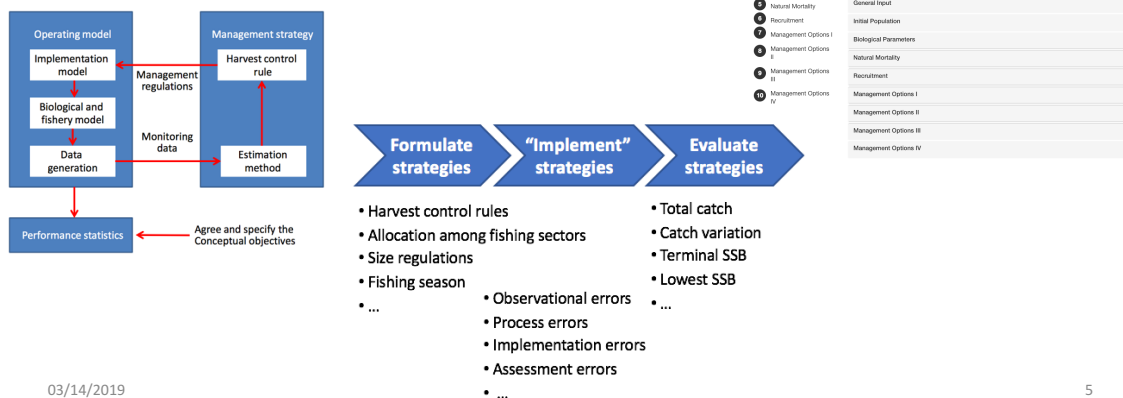 Operating model
Implementation
model
Biological and
fishery model
Data
generation
Management
regulations
Monitoring
data
Management strategy
Harvest control
rule
Estimation
method
Performance statistics
Agree and specify the
Conceptual objectives
Formulate
strategies
"Implement"
strategies
Evaluate
strategies
• Harvest control rules
• Allocation among fishing sectors
• Size regulations
• Fishing season
• ...
• Observational errors
• Process errors
• Implementation errors
• Assessment errors
• ...
• Total catch
• Catch variation
• Terminal SSB
• Lowest SSB
• ...
5 Natural Mortality
6 Recruitment
7 Management Options I
8 Management Options
II
9 Management Options
III
10 Management Options
IV
General Input
Initial Population
Biological Parameters
Natural Mortality
Recruitment
Management Options I
Management Options II
Management Options III
Management Options IV
03/14/2019
5